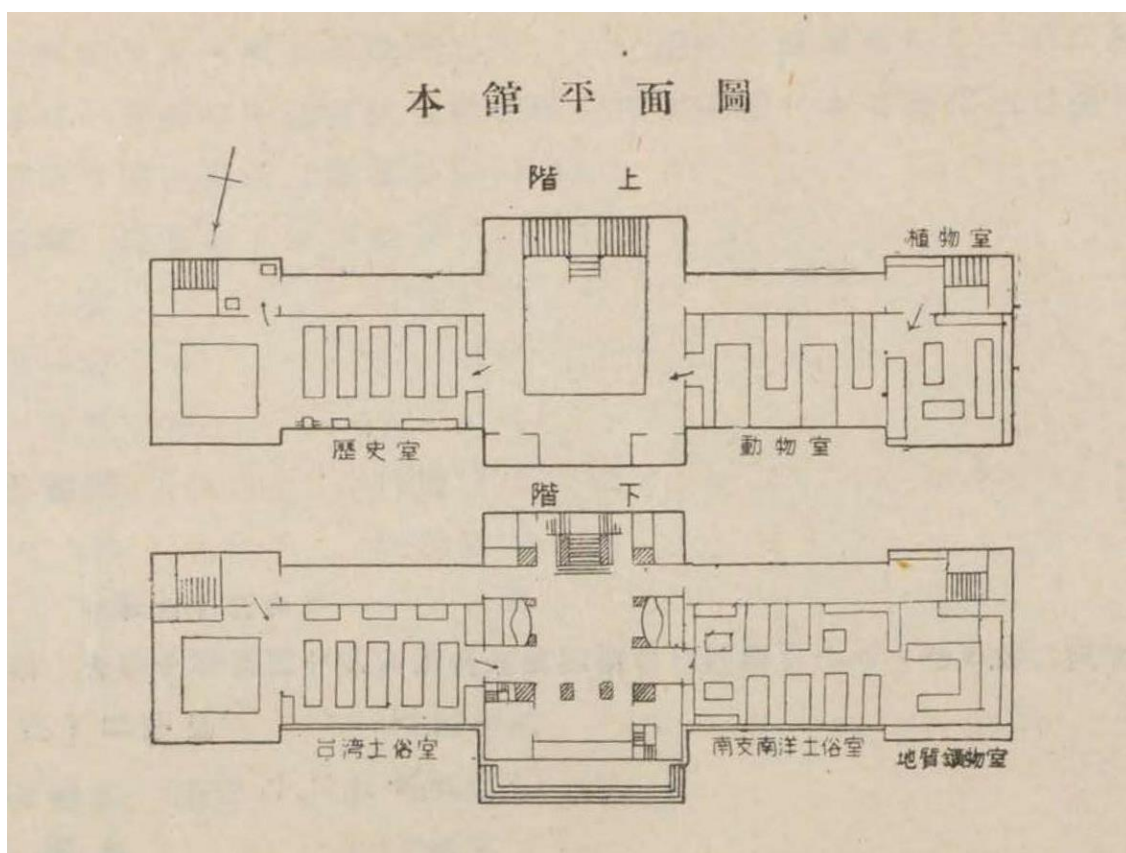 本館平面圖
階上
植物室
歷史室
動物室
階下
台湾土俗室
南支南洋土俗室
地質鑛物室